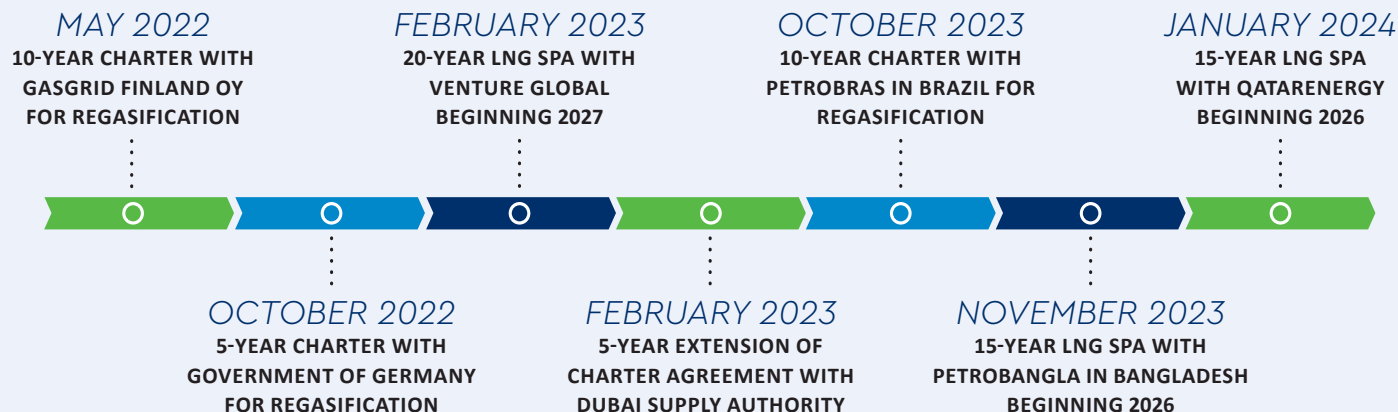 MAY 2022
10-YEAR CHARTER WITH
GASGRID FINLAND OY
FOR REGASIFICATION
FEBRUARY 2023
20-YEAR LNG SPA WITH
VENTURE GLOBAL
BEGINNING 2027
OCTOBER 2023
10-YEAR CHARTER WITH
PETROBRAS IN BRAZIL FOR
REGASIFICATION
JANUARY 2024
15-YEAR LNG SPA
WITH QATARENERGY
BEGINNING 2026
OCTOBER 2022
5-YEAR CHARTER WITH
GOVERNMENT OF GERMANY
FOR REGASIFICATION
FEBRUARY 2023
5-YEAR EXTENSION OF
CHARTER AGREEMENT WITH
DUBAI SUPPLY AUTHORITY
NOVEMBER 2023
15-YEAR LNG SPA WITH
PETROBANGLA IN BANGLADESH
BEGINNING 2026